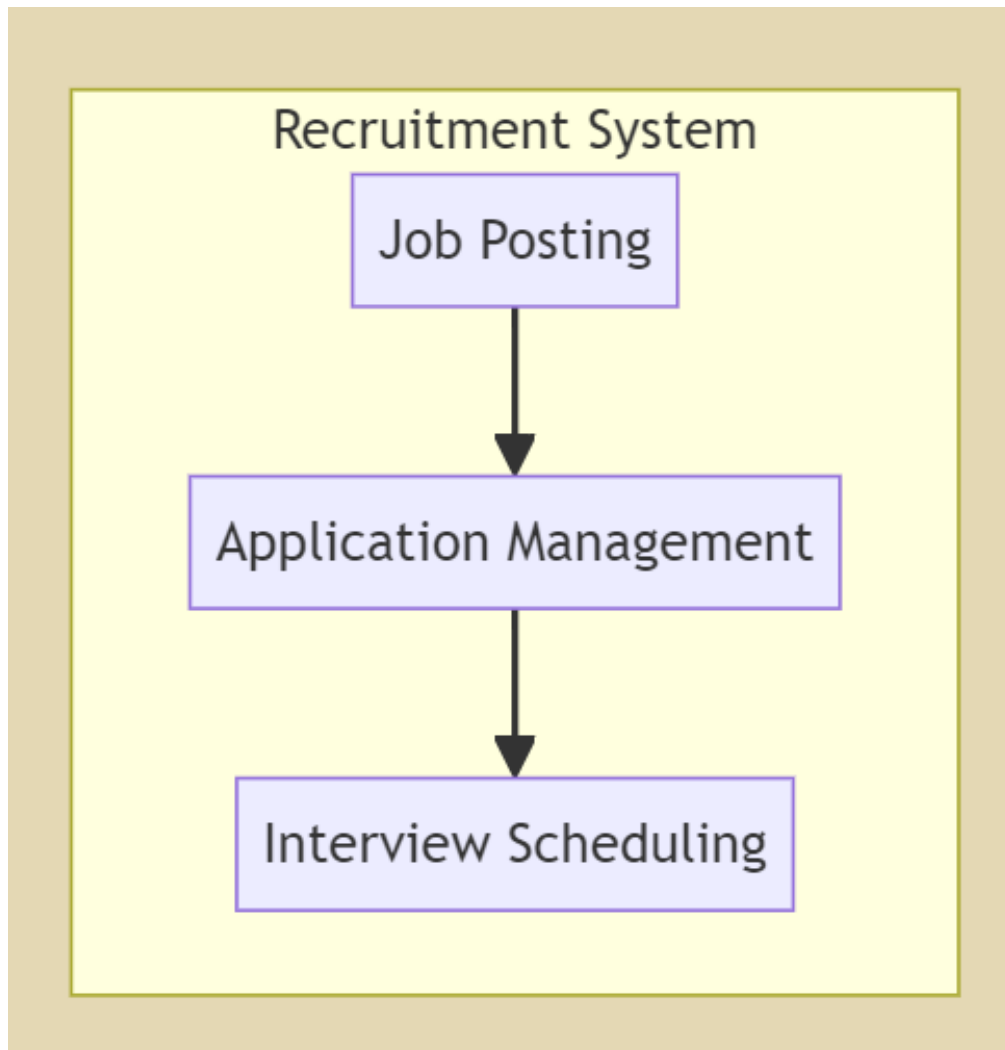 Recruitment System
Job Posting
Application Management
Interview Scheduling